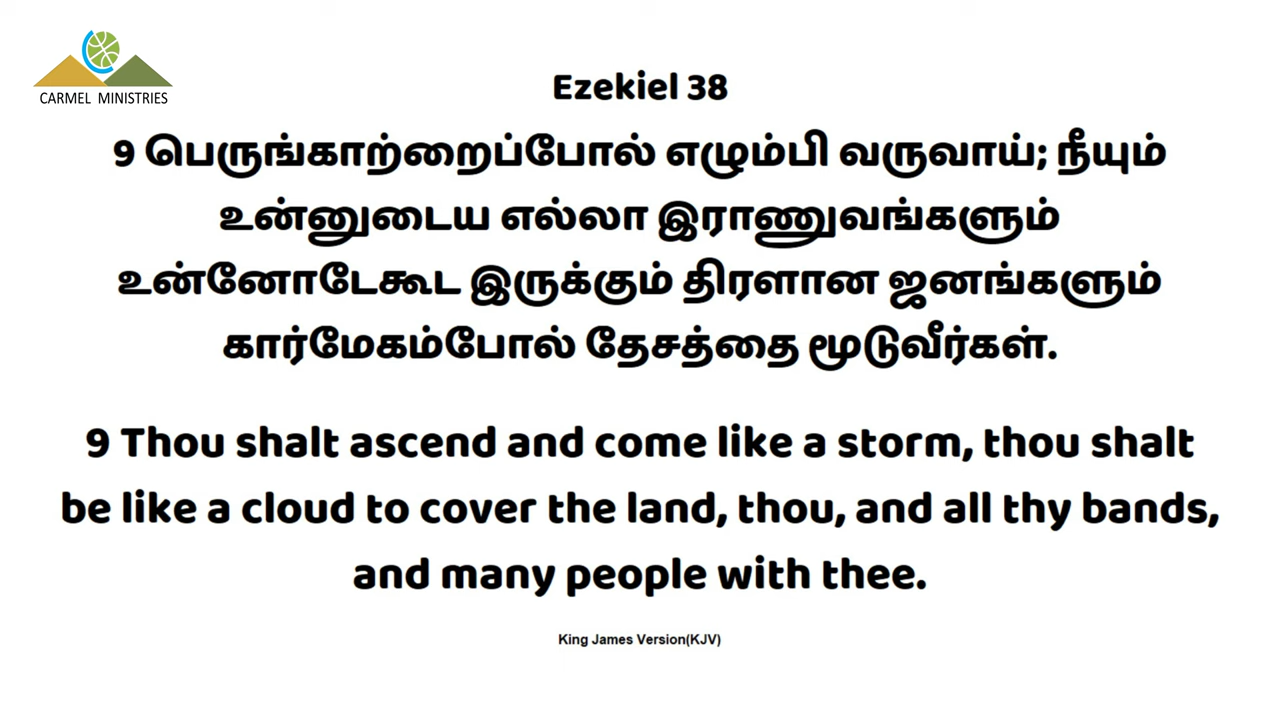 CARMEL MINISTRIES
Ezekiel 38
9 பெருங்காற்றைப்போல் எழும்பி வருவாய்; நீயும்
உன்னுடைய எல்லா இராணுவங்களும்
உன்னோடேகூட இருக்கும் திரளான ஜனங்களும்
கார்மேகம்போல் தேசத்தை மூடுவீர்கள்.
9 Thou shalt ascend and come like a storm, thou shalt
be like a cloud to cover the land, thou, and all thy bands,
and many people with thee.
King James Version(KJV)